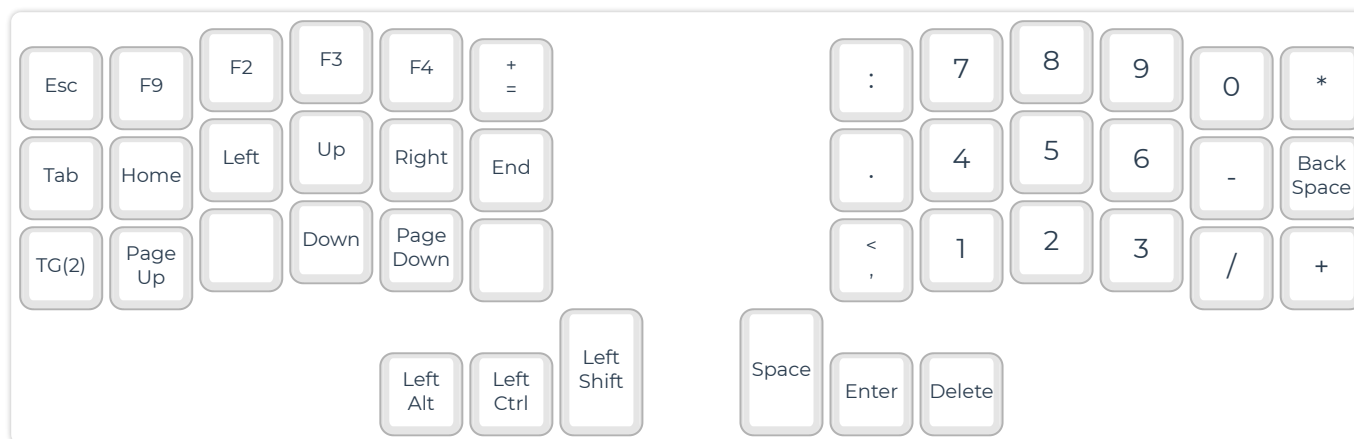 Esc F9 F2 F3 F4 +
=
: 7 8 9 0 *
Tab Home Left Up Right End
. 4 5 6 - Back
Space
TG(2) Page
Up
Down Page
Down
<
,
1 2 3 / +
Left
Alt
Left
Ctrl
Left
Shift
Space Enter Delete